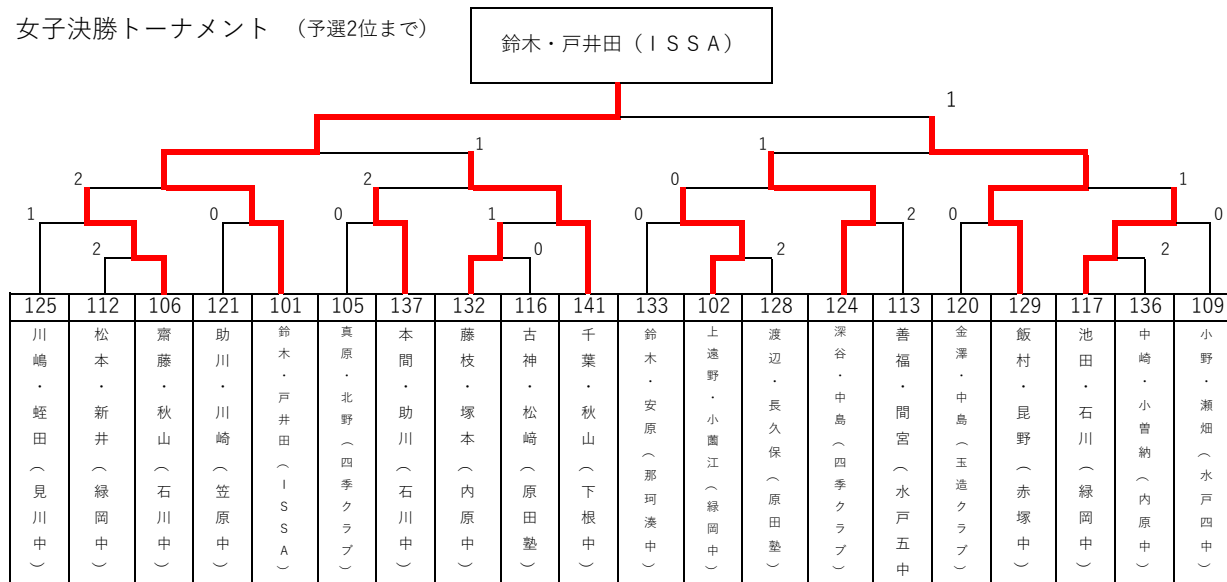 女子決勝トーナメント （予選2位まで）
鈴木・戸井田（ＩＳＳＡ）
1
1 1
2 2 0 1
1 0 0 1 0 2 0 0
2 0 2 2
125 112 106 121 101 105 137 132 116 141 133 102 128 124 113 120 129 117 136 109
川嶋・蛭田（見川中）
松本・新井（緑岡中）
齋藤・秋山（石川中）
助川・川崎（笠原中）
鈴木・戸井田（ＩＳＳＡ）
真原・北野（四季クラブ）
本間・助川（石川中）
藤枝・塚本（内原中）
古神・松﨑（原田塾）
千葉・秋山（下根中）
鈴木・安原（那珂湊中）
上遠野・小薗江（緑岡中）
渡辺・長久保（原田塾）
深谷・中島（四季クラブ）
善福・間宮（水戸五中
金澤・中島（玉造クラブ）
飯村・昆野（赤塚中）
池田・石川（緑岡中）
中崎・小曽納（内原中）
小野・瀬畑（水戸四中）